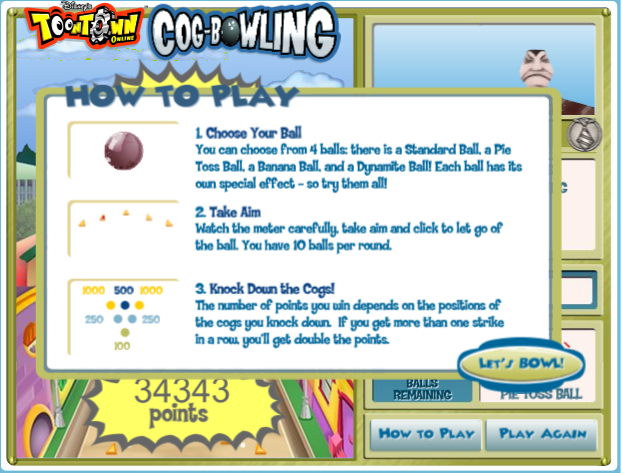 Disney's
TOONTOWN
ONLINE
COG-BOWLING
HOW TO PLAY
1. Choose Your Ball
You can choose from 4 balls: there is a Standard Ball, a Pie
Toss Ball, a Banana Ball, and a Dynamite Ball! Each ball has its
own special effect - so try them all!
2. Take Aim
Watch the meter carefully, take aim and click to let go of
the ball. You have 10 balls per round.
1000 500 1000
250 250
100
3. Knock Down the Cogs!
The number of points you win depends on the positions of
the cogs you knock down. If you get more than one strike
in a row, you'll get double the points.
LET'S BOWL!
34343
points
BALLS
REMAINING
PIE TOSS BALL
HOW TO PLAY
PLAY AGAIN